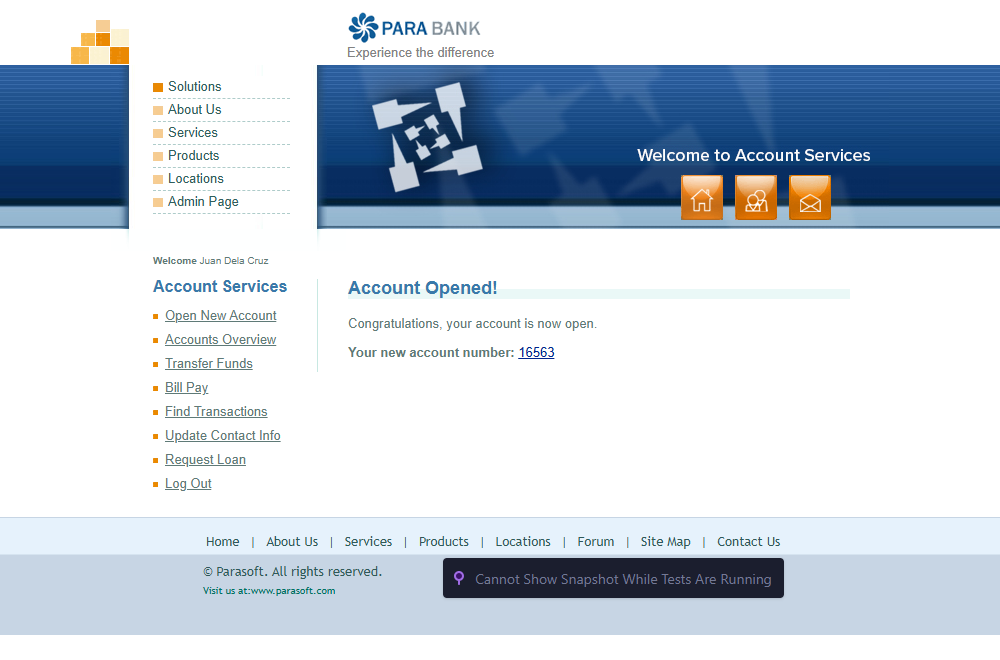 PARA BANK
Experience the difference
Solutions
About Us
Services
Products
Locations
Admin Page
Welcome to Account Services
Welcome Juan Dela Cruz
Account Services
Open New Account
Accounts Overview
Transfer Funds
Bill Pay
Find Transactions
Update Contact Info
Request Loan
Log Out
Account Opened!
Congratulations, your account is now open.
Your new account number: 16563
Home | About Us | Services | Products | Locations | Forum | Site Map | Contact Us
© Parasoft. All rights reserved.
Visit us at:www.parasoft.com
Cannot Show Snapshot While Tests Are Running